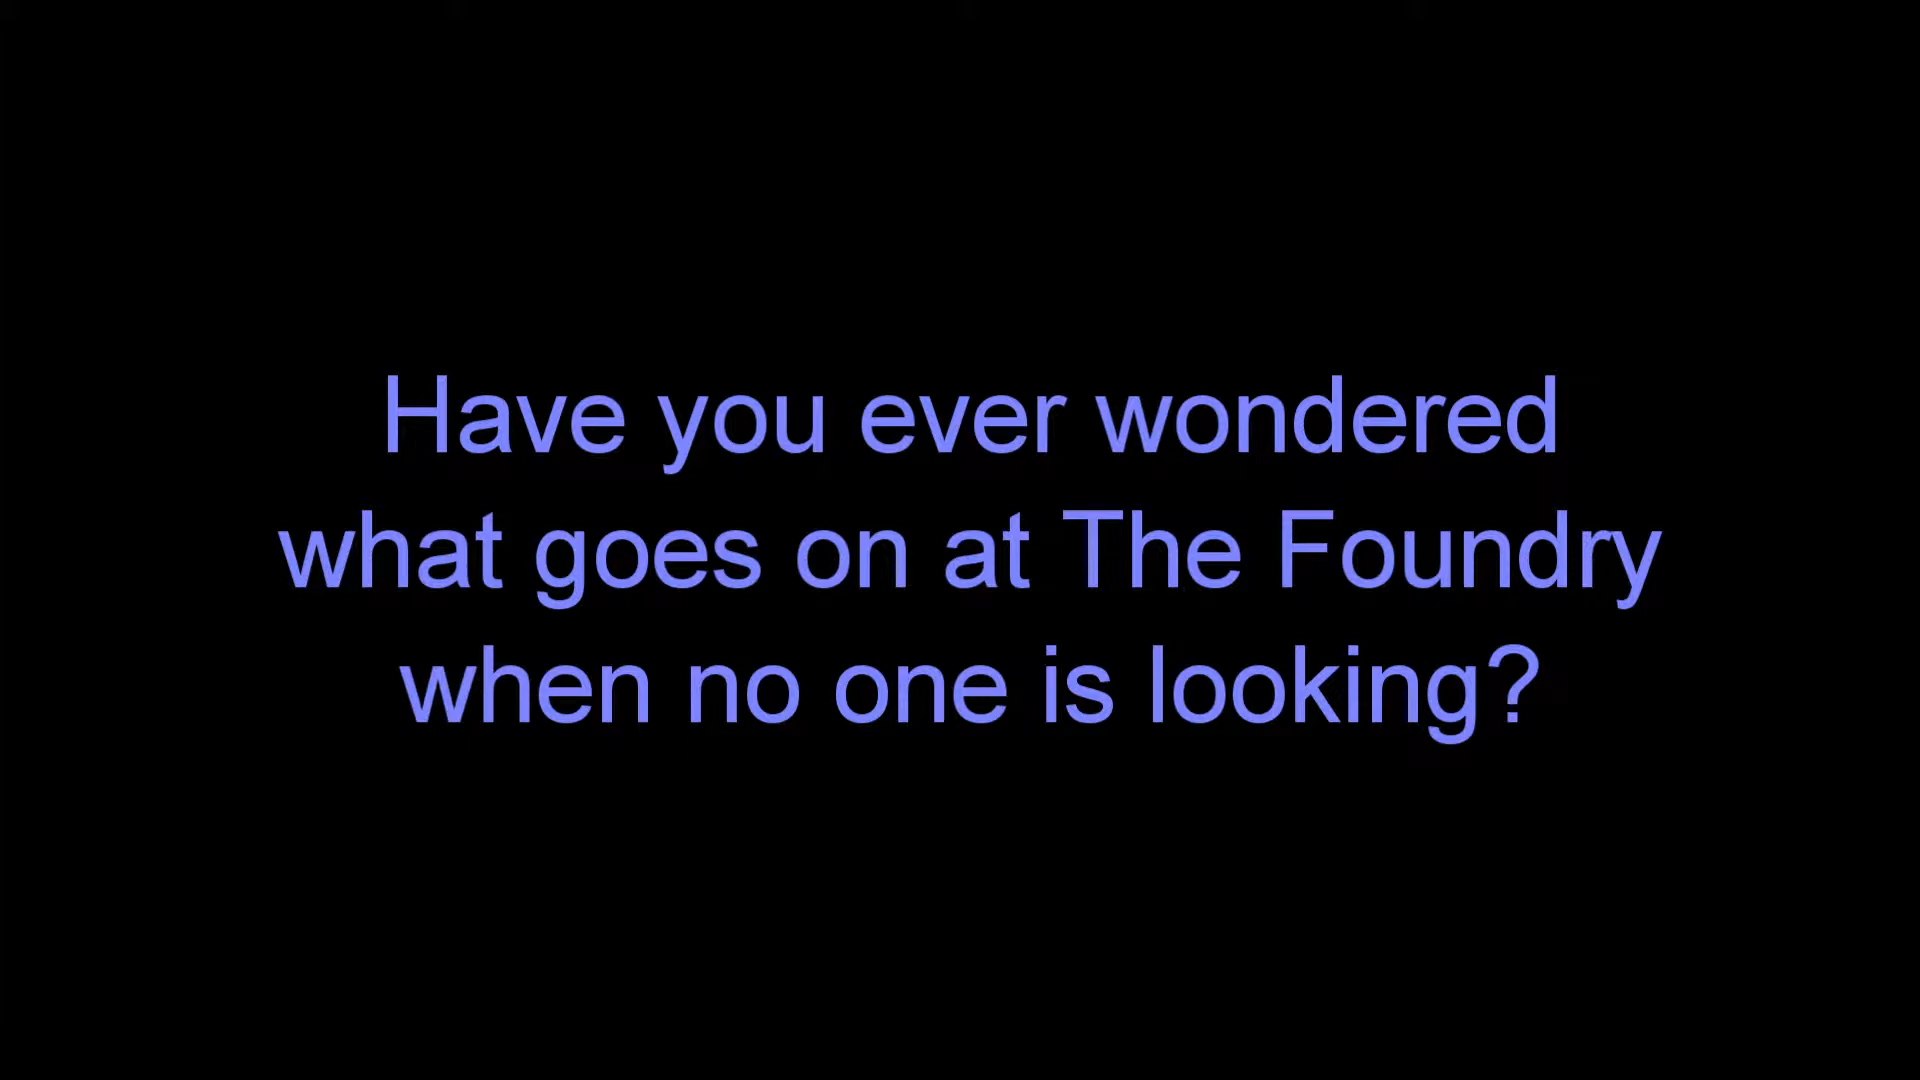 Have you ever wondered
what goes on at The Foundry
when no one is looking?